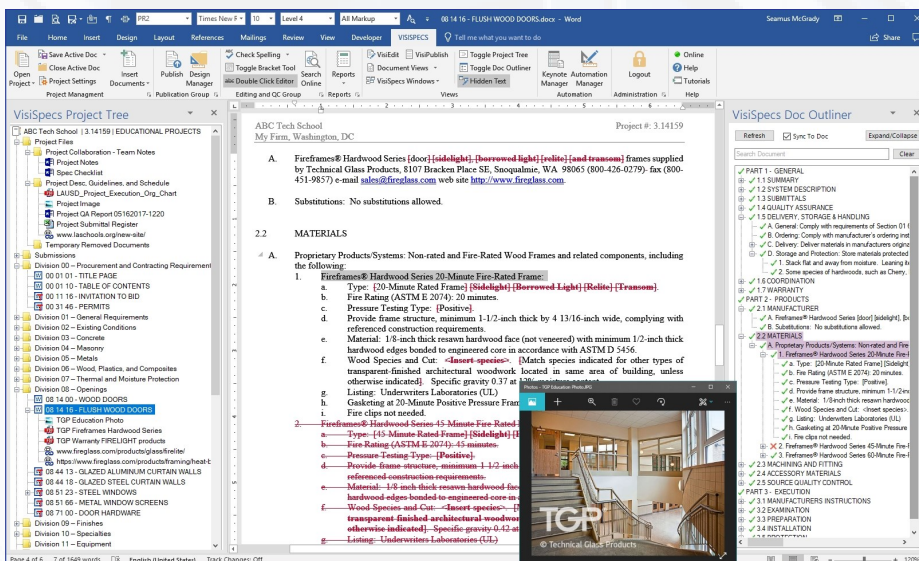 PR2
Times New F
10
Level 4
All Markup
08 14 16 - FLUSH WOOD DOORS.docx - Word
Seamus McGrady
File Home Insert Design Layout References Mailings Review View Developer VISISPECS Tell me what you want to do Share
Open Project
Save Active Doc
Close Active Doc
Project Settings
Insert Documents
Project Managment
Publish
Design Manager
Publication Group
Check Spelling
Toggle Bracket Tool
Double Click Editor
Search Online
Editing and QC Group
Reports
Reports
VisiEdit VisiPublish
Document Views
VisiSpecs Windows
Toggle Project Tree
Toggle Doc Outliner
Hidden Text
Views
Keynote Manager
Automation Manager
Automation
Logout
Administration
Online
Help
Tutorials
Help
VisiSpecs Project Tree
ABC Tech School | 3.14159 | EDUCATIONAL PROJECTS
Project Files
Project Collaboration - Team Notes
Project Notes
Spec Checklist
Project Desc, Guidelines, and Schedule
LAUSD_Project_Execution_Org_Chart
Project Image
Project QA Report 05162017-1220
Project Submittal Register
www.laschools.org/new-site/
Temporary Removed Documents
Submissions
Division 00 – Procurement and Contracting Requirement
00 01 01 - TITLE PAGE
00 01 10 - TABLE OF CONTENTS
00 11 16 - INVITATION TO BID
00 31 46 - PERMITS
Division 01 – General Requirements
Division 02 – Existing Conditions
Division 03 – Concrete
Division 04 – Masonry
Division 05 – Metals
Division 06 – Wood, Plastics, and Composites
Division 07 – Thermal and Moisture Protection
Division 08 – Openings
08 14 00 - WOOD DOORS
08 14 16 - FLUSH WOOD DOORS
TGP Education Photo
TGP Fireframes Hardwood Series
TGP Warranty FIRELIGHT products
www.fireglass.com/products/glass/firelite/
https://www.fireglass.com/products/framing/heat-b
08 44 13 - GLAZED ALUMINUM CURTAIN WALLS
08 44 18 - GLAZED STEEL CURTAIN WALLS
08 51 23 - STEEL WINDOWS
08 51 66 - METAL WINDOW SCREENS
08 71 00 - DOOR HARDWARE
Division 09 – Finishes
Division 10 – Specialties
Division 11 – Equipment
ABC Tech School Project #: 3.14159
My Firm, Washington, DC
A. Fireframes® Hardwood Series [door] [sidelight], [borrowed light] [relite] [and transom] frames supplied
by Technical Glass Products, 8107 Bracken Place SE, Snoqualmie, WA 98065 (800-426-0279)- fax (800-
451-9857) e-mail sales@fireglass.com web site http://www.fireglass.com.
B. Substitutions: No substitutions allowed.
2.2 MATERIALS
A. Proprietary Products/Systems: Non-rated and Fire-Rated Wood Frames and related components, including
the following:
1. Fireframes® Hardwood Series 20-Minute Fire-Rated Frame:
a. Type: [20-Minute Rated Frame] [Sidelight] [Borrowed Light] [Relite] [Transom].
b. Fire Rating (ASTM E 2074): 20 minutes.
c. Pressure Testing Type: [Positive].
d. Provide frame structure, minimum 1-1/2-inch thick by 4 13/16-inch wide, complying with
referenced construction requirements.
e. Material: 1/8-inch thick resawn hardwood face (not veneered) with minimum 1/2-inch thick
hardwood edges bonded to engineered core in accordance with ASTM D 5456.
f. Wood Species and Cut: <Insert species>. [Match species indicated for other types of
transparent-finished architectural woodwork located in same area of building, unless
otherwise indicated]. Specific gravity 0.37 at 12%
g. Listing: Underwriters Laboratories (UL)
h. Gasketing at 20-Minute Positive Pressure Fram
i. Fire clips not needed.
2. Fireframes® Hardwood Series 45-Minute Fire-Rat
a. Type: [45-Minute Rated Frame] [Sidelight] [B
b. Fire Rating (ASTM E 2074): 45 minutes.
c. Pressure Testing Type: [Positive].
d. Provide frame structure, minimum 1 1/2 inch
referenced construction requirements.
e. Material: 1/8 inch thick resawn hardwood face
hardwood edges bonded to engineered core in a
f. Wood Species and Cut: <Insert species>. [M
transparent-finished architectural woodwor
otherwise indicated]. Specific gravity 0.42 at
g. Listing: Underwriters Laboratories (UL)
Photos - TGP Education-Photo.JPG
TGP
© Technical Glass Products
VisiSpecs Doc Outliner
Refresh Sync To Doc Expand/Collapse
Search Document Clear
PART 1 - GENERAL
1.1 SUMMARY
1.2 SYSTEM DESCRIPTION
1.3 SUBMITTALS
1.4 QUALITY ASSURANCE
1.5 DELIVERY, STORAGE & HANDLING
A. General: Comply with requirements of Section 01 6
B. Ordering: Comply with manufacturer's ordering inst
C. Delivery: Deliver materials in manufacturers origina
D. Storage and Protection: Store materials protected
1. Stack flat and away from moisture. Leaning ite
2. Some species of hardwoods, such as Cherry,
1.6 COORDINATION
1.7 WARRANTY
PART 2 - PRODUCTS
2.1 MANUFACTURER
A. Fireframes® Hardwood Series [door] [sidelight], [bo
B. Substitutions: No substitutions allowed.
2.2 MATERIALS
A. Proprietary Products/Systems: Non-rated and Fire
1. Fireframes® Hardwood Series 20-Minute Fire-F
a. Type: [20-Minute Rated Frame] [Sidelight]
b. Fire Rating (ASTM E 2074): 20 minutes.
c. Pressure Testing Type: [Positive]
d. Provide frame structure, minimum 1-1/2-inc
e. Material: 1/8-inch thick resawn hardwood
f. Wood Species and Cut: <Insert species>.
g. Listing: Underwriters Laboratories (UL)
h. Gasketing at 20-Minute Positive Pressure
i. Fire clips not needed.
2. Fireframes® Hardwood Series 45-Minute Fire-F
3. Fireframes® Hardwood Series 60-Minute Fire-F
2.3 MACHINING AND FITTING
2.4 ACCESSORY MATERIALS
2.5 SOURCE QUALITY CONTROL
PART 3 - EXECUTION
3.1 MANUFACTURERS INSTRUCTIONS
3.2 EXAMINATION
3.3 PREPARATION
3.4 INSTALLATION
3.5 PROTECTION
Page 4 of 6 7 of 1649 words English (United States) Track Changes: Off 120%